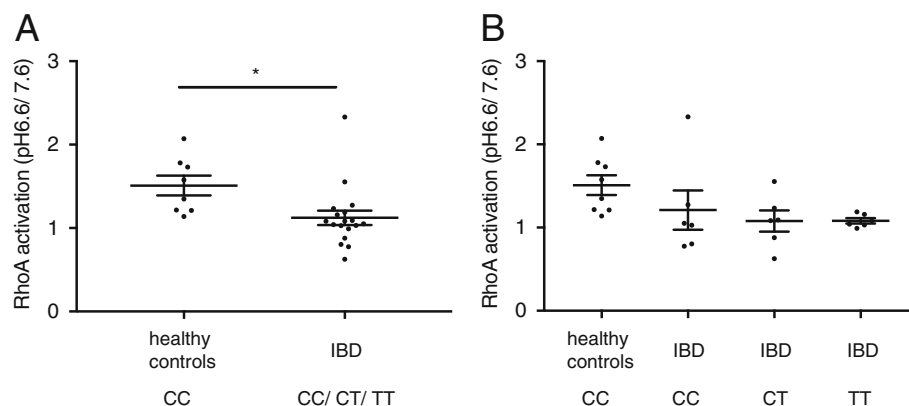 A
B
RhoA activation (pH6.6/ 7.6)
3
2
1
0
*
healthy
controls
IBD
CC
CC/ CT/ TT
RhoA activation (pH6.6/ 7.6)
3
2
1
0
healthy
controls
IBD
IBD
IBD
CC
CC
CT
TT